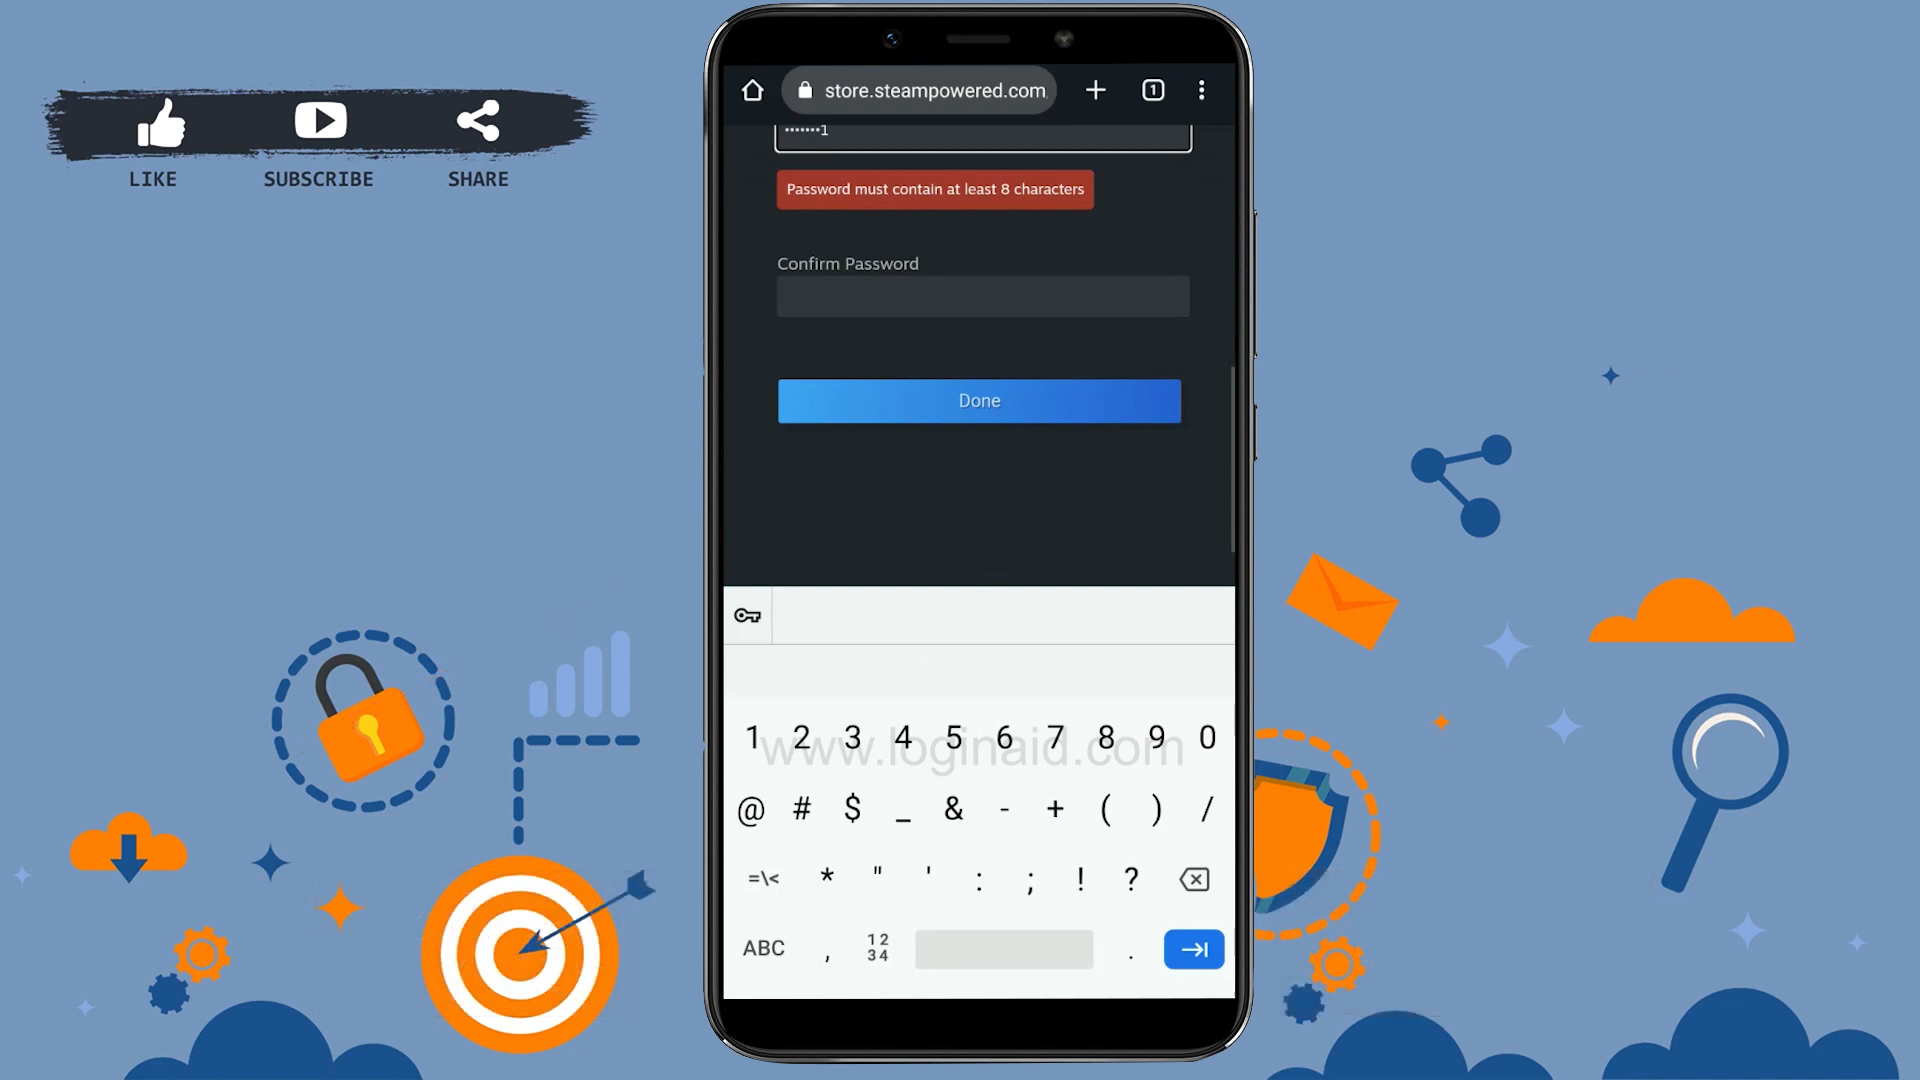 LIKE SUBSCRIBE SHARE
store.steampowered.com
1
•••••••1
Password must contain at least 8 characters
Confirm Password
Done
1 2 3 4 5 6 7 8 9 0
www.loginaid.com
@ # $ _ & - + ( ) /
=\< * " ' : ; ! ?
ABC , 12 34 .